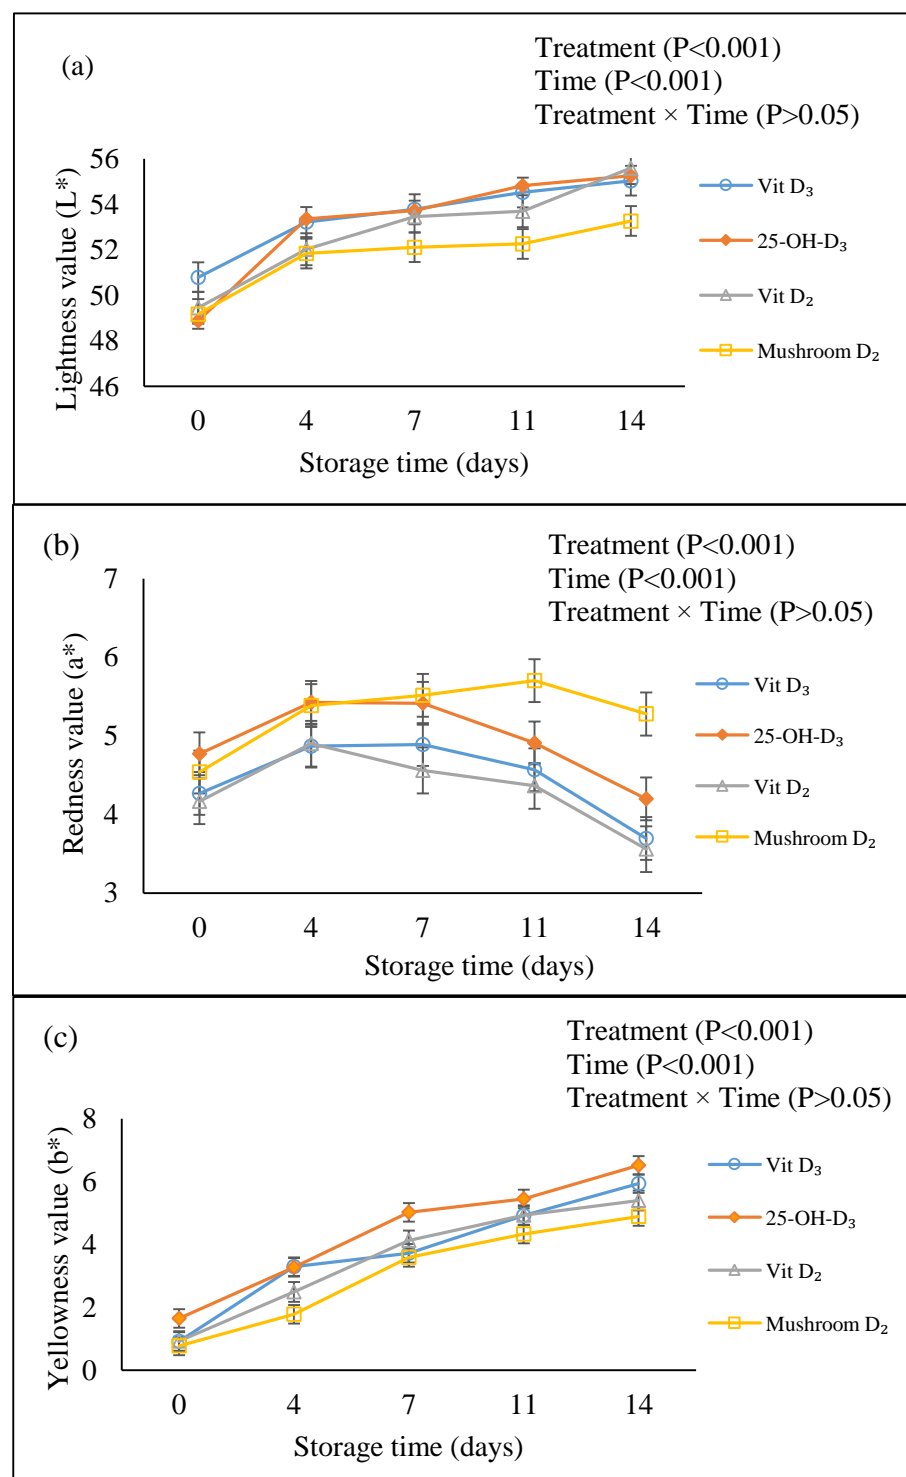 (a)
Treatment (P<0.001)
Time (P<0.001)
Treatment × Time (P>0.05)
Lightness value (L*)
56
54
52
50
48
46
0 4 7 11 14
Storage time (days)
Vit D₃
25-OH-D₃
Vit D₂
Mushroom D₂
(b)
Treatment (P<0.001)
Time (P<0.001)
Treatment × Time (P>0.05)
Redness value (a*)
7
6
5
4
3
0 4 7 11 14
Storage time (days)
Vit D₃
25-OH-D₃
Vit D₂
Mushroom D₂
(c)
Treatment (P<0.001)
Time (P<0.001)
Treatment × Time (P>0.05)
Yellowness value (b*)
8
6
4
2
0
0 4 7 11 14
Storage time (days)
Vit D₃
25-OH-D₃
Vit D₂
Mushroom D₂